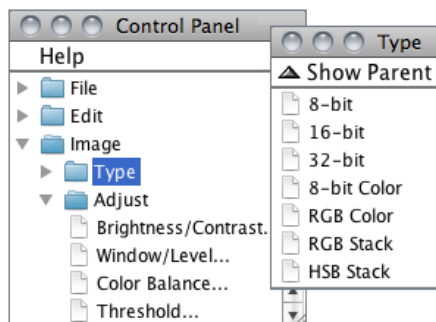 Control Panel
Help
File
Edit
Image
Type
Adjust
Brightness/Contrast.
Window/Level...
Color Balance...
Threshold...
Type
Show Parent
8-bit
16-bit
32-bit
8-bit Color
RGB Color
RGB Stack
HSB Stack